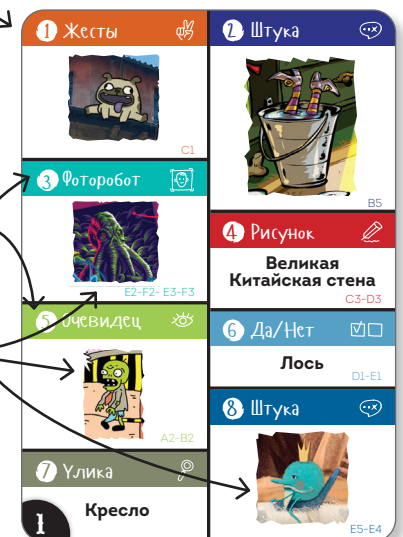 1 Жесты
C1
2 Штука
B5
3 Фоторобот
E2-F2- E3-F3
4 Рисунок
Великая
Китайская стена
C3-D3
5 Очевидец
A2-B2
6 Да/Нет
Лось
D1-E1
7 Улика
Кресло
1
8 Штука
E5-E4